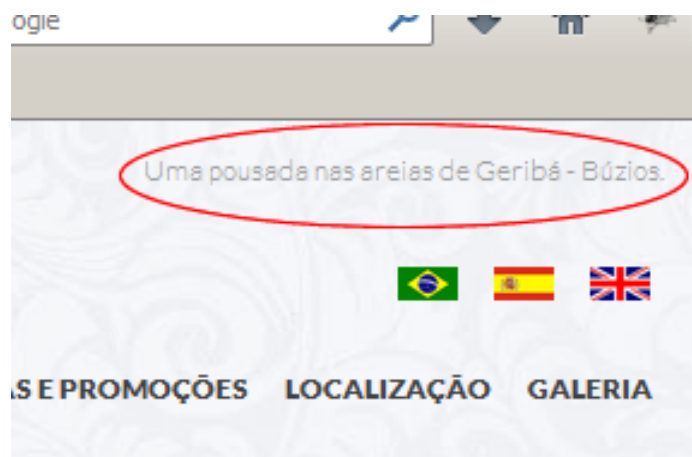 ogle
Uma pousada nas areias de Geribá - Búzios.
S E PROMOÇÕES LOCALIZAÇÃO GALERIA